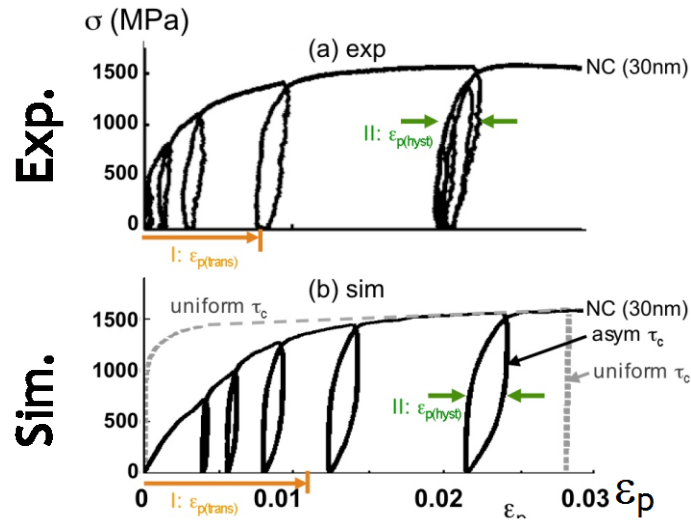 σ (MPa)
(a) exp
NC (30nm)
1500
1000
500
0
II: εp(hyst)
I: εp(trans)
Exp.
(b) sim
uniform τc
NC (30nm)
asym τc
uniform τc
1500
1000
500
0
II: εp(hyst)
I: εp(trans)
Sim.
0 0.01 0.02 0.03
εp
εp